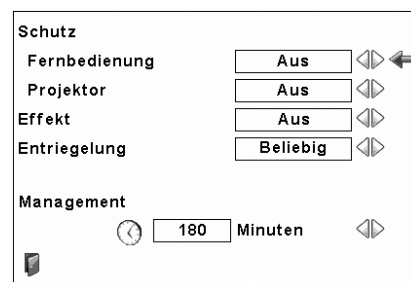 Schutz
Fernbedienung Aus
Projektor Aus
Effekt Aus
Entriegelung Beliebig
Management
180 Minuten